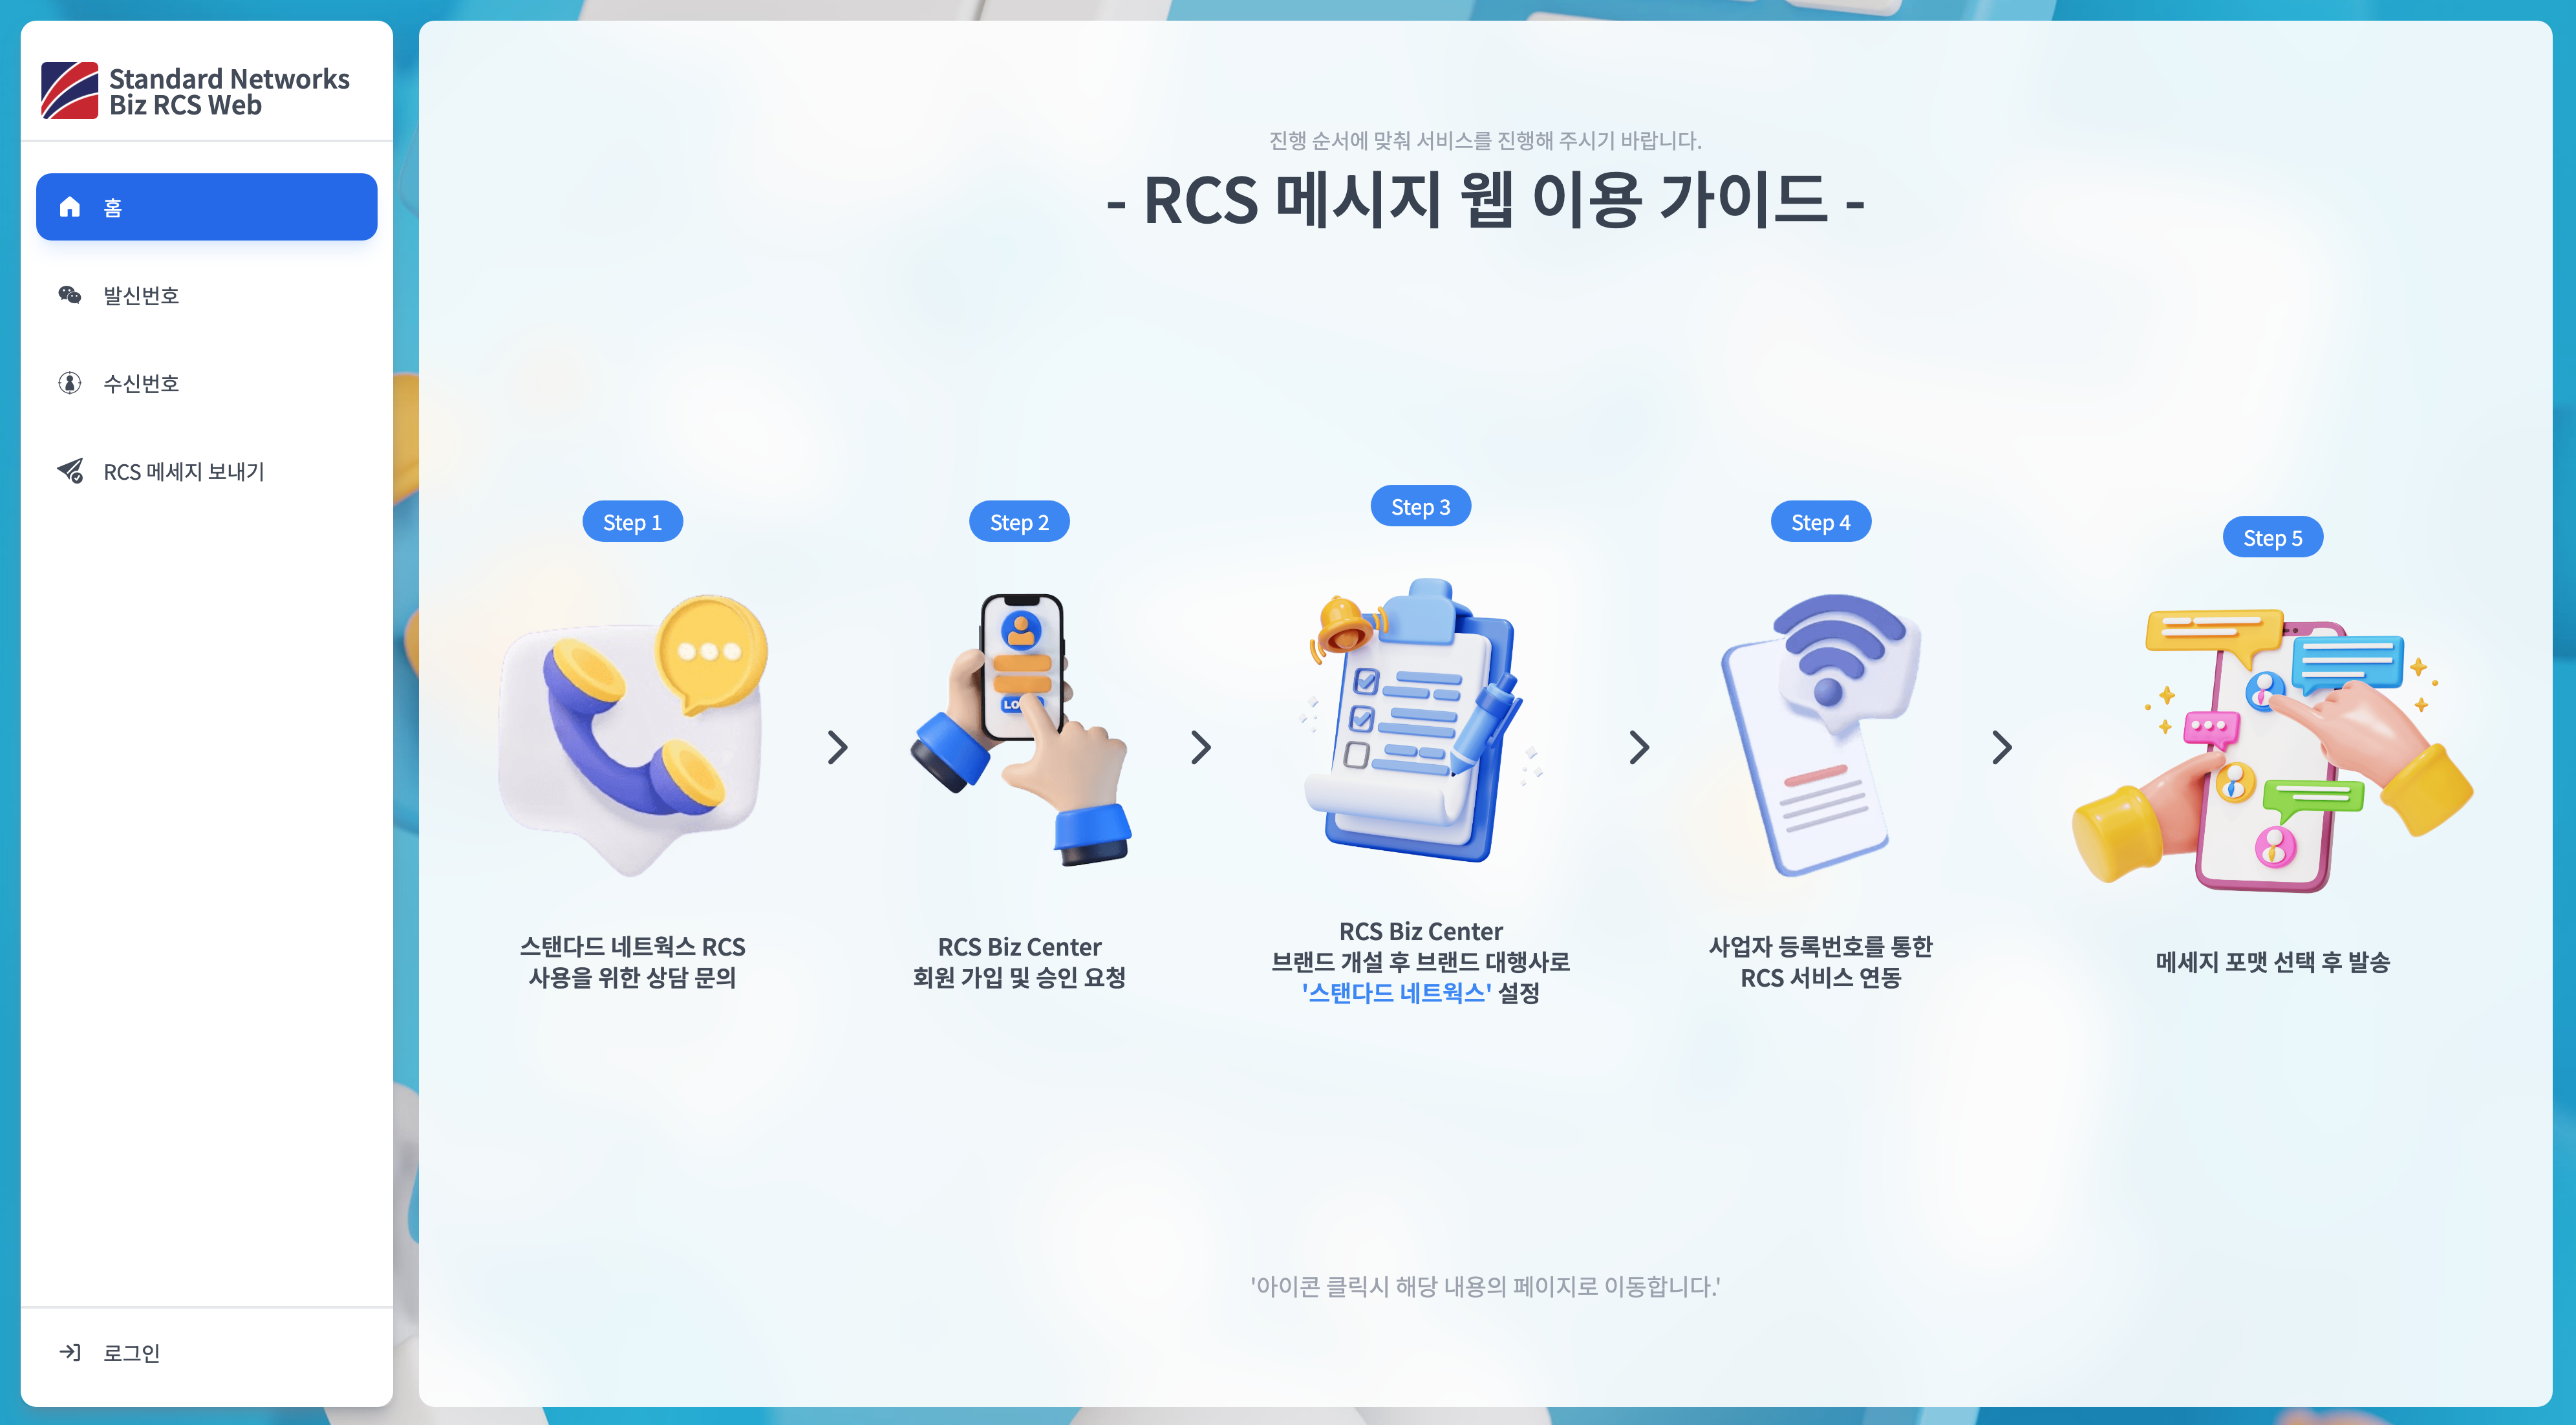 Standard Networks
Biz RCS Web
홈
발신번호
수신번호
RCS 메세지 보내기
로그인
진행 순서에 맞춰 서비스를 진행해 주시기 바랍니다.
- RCS 메시지 웹 이용 가이드 -
Step 1
스탠다드 네트웍스 RCS
사용을 위한 상담 문의
Step 2
LO
RCS Biz Center
회원 가입 및 승인 요청
Step 3
RCS Biz Center
브랜드 개설 후 브랜드 대행사로
'스탠다드 네트웍스' 설정
Step 4
사업자 등록번호를 통한
RCS 서비스 연동
Step 5
메세지 포맷 선택 후 발송
'아이콘 클릭시 해당 내용의 페이지로 이동합니다.'